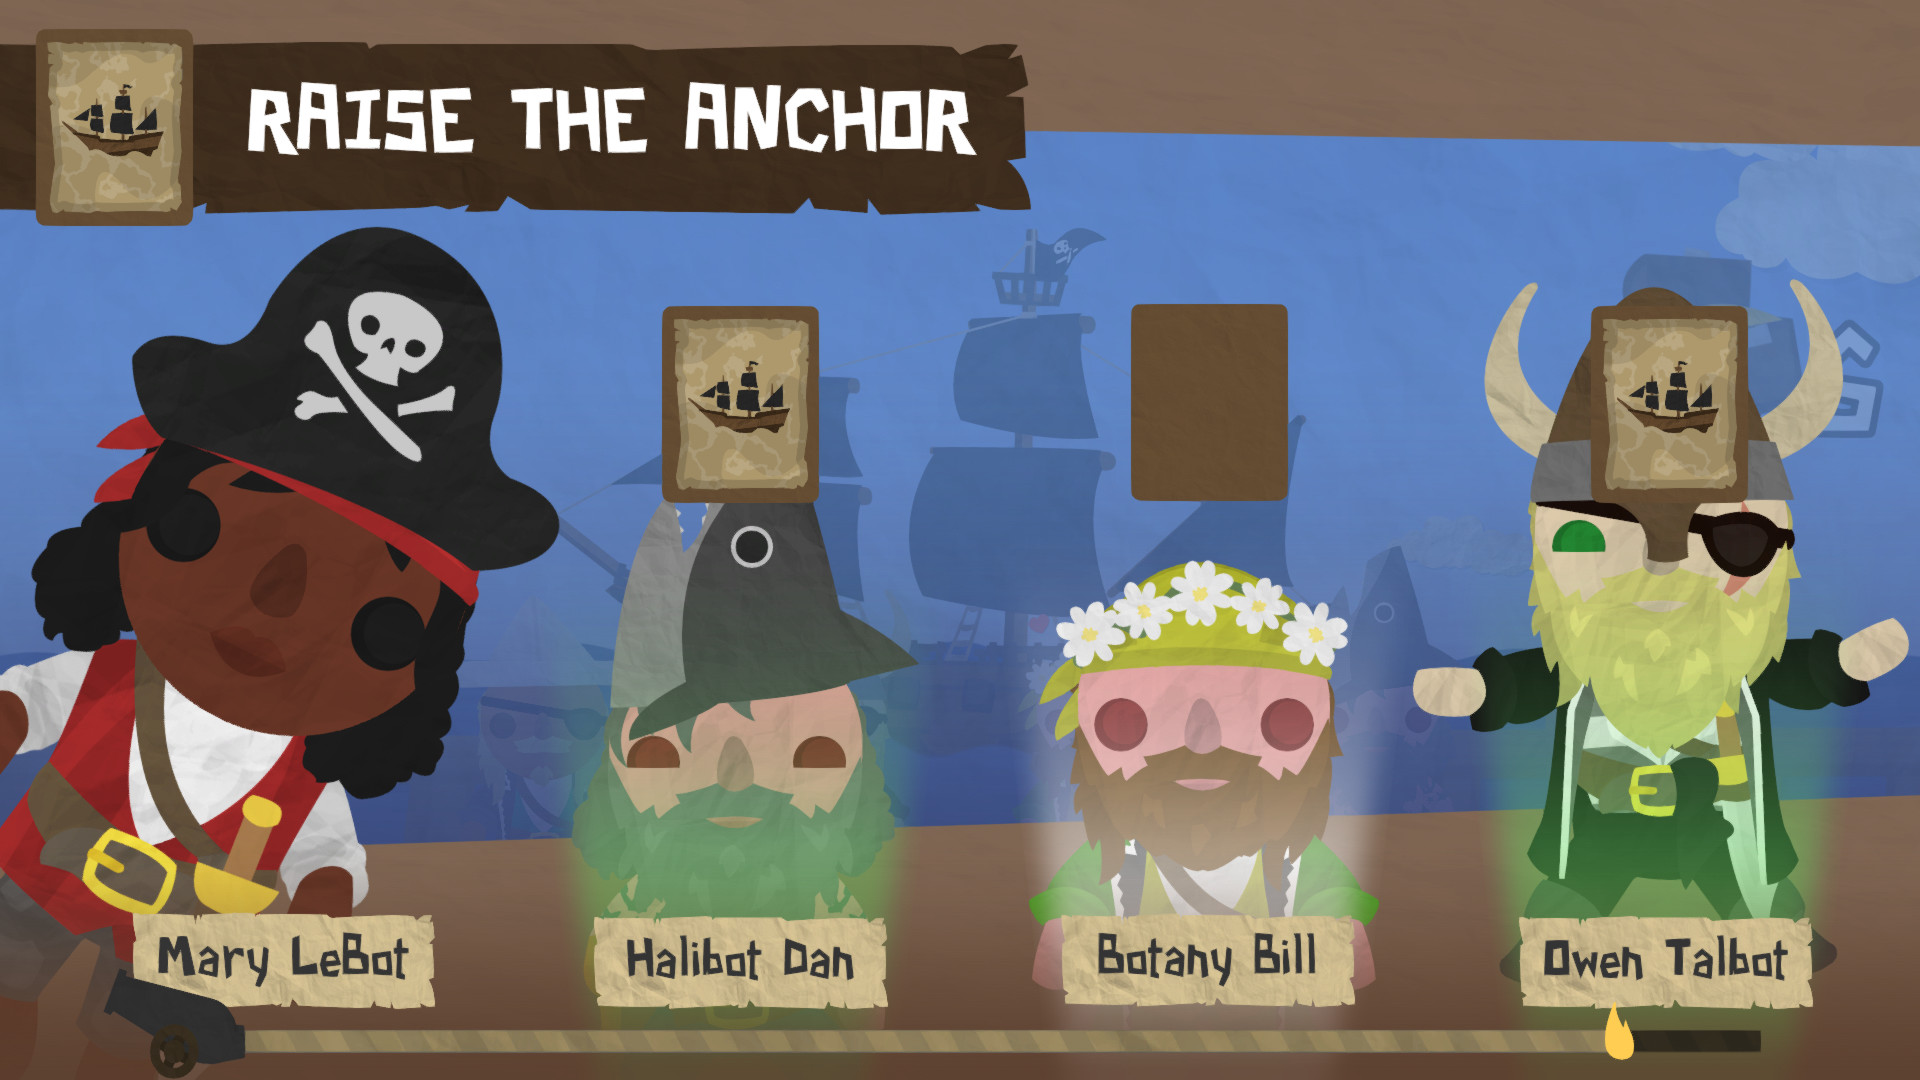 RAISE THE ANCHOR
Mary LeBot
Halibot Dan
Botany Bill
Owen Talbot